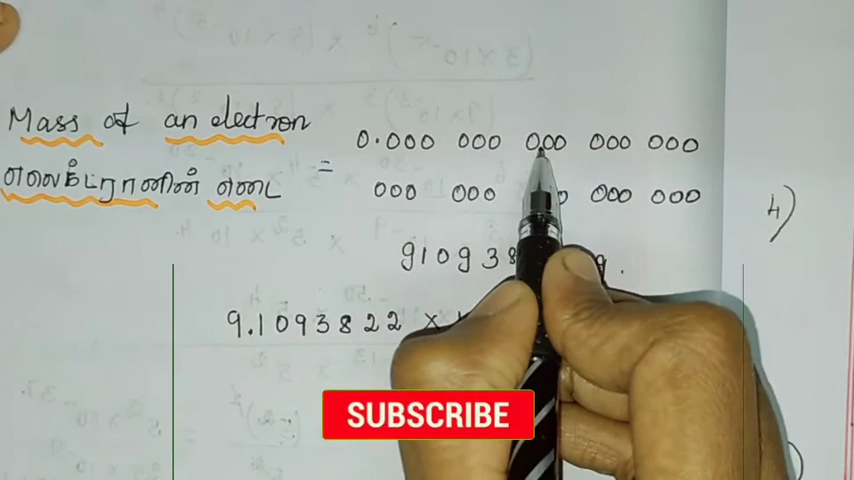 Mass of an electron
எலெக்ட்ரானின் எடை
= 0.000 000 000 000 000
000 000 000 000
910938
9.1093822 ×
4)
SUBSCRIBE